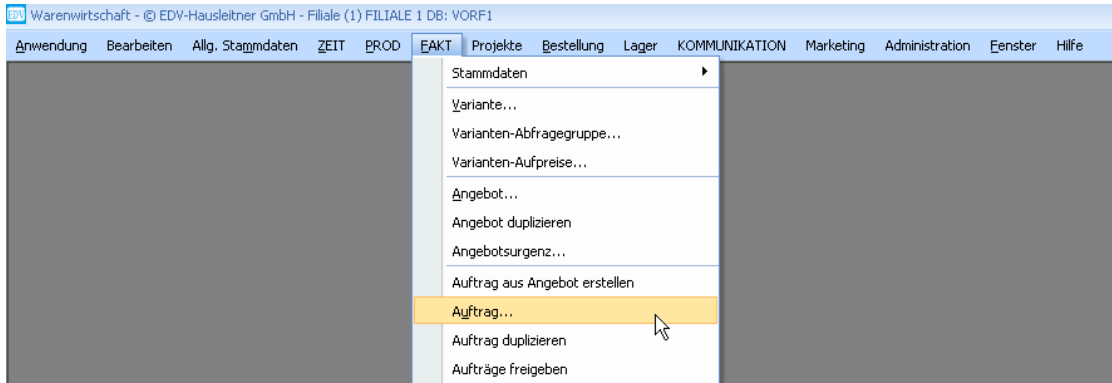 EDV Warenwirtschaft - © EDV-Hausleitner GmbH - Filiale (1) FILIALE 1 DB: VORF1
Anwendung Bearbeiten Allg. Stammdaten ZEIT PROD FAKT Projekte Bestellung Lager KOMMUNIKATION Marketing Administration Fenster Hilfe
Stammdaten
Variante...
Varianten-Abfragegruppe...
Varianten-Aufpreise...
Angebot...
Angebot duplizieren
Angebotsurgenz...
Auftrag aus Angebot erstellen
Auftrag...
Auftrag duplizieren
Aufträge freigeben